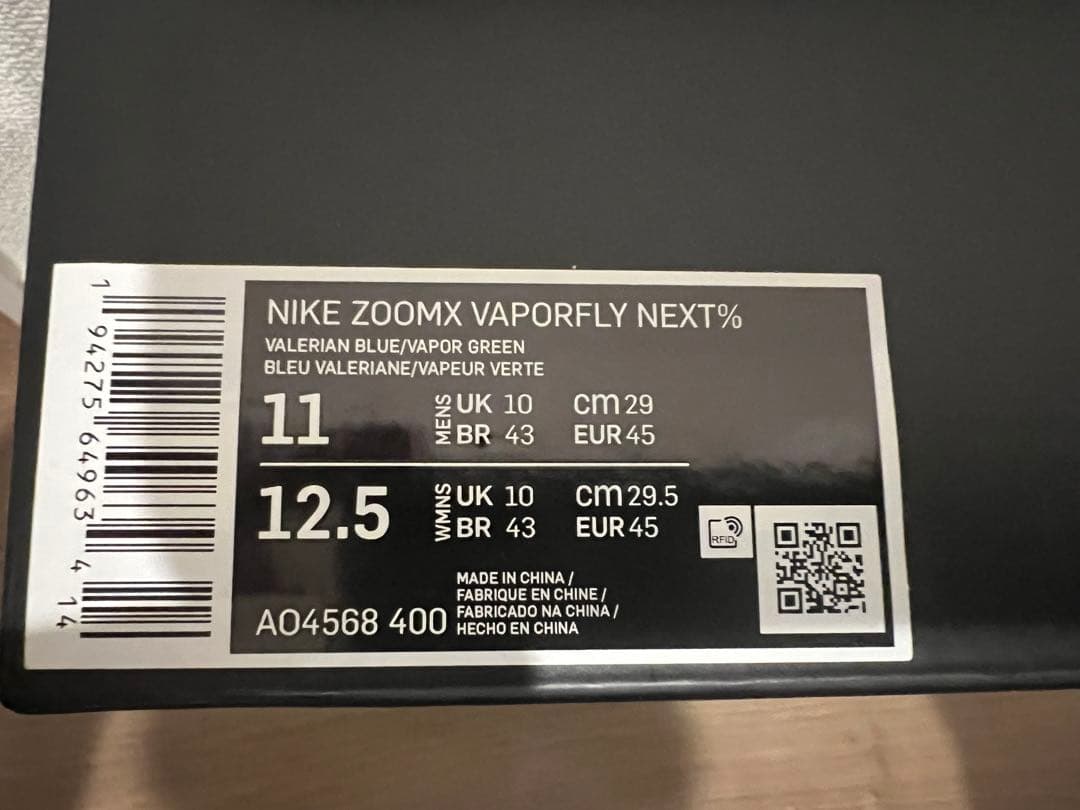 NIKE ZOOMX VAPORFLY NEXT%
VALERIAN BLUE/VAPOR GREEN
BLEU VALERIANE/VAPEUR VERTE
11
MENS
UK 10 cm 29
BR 43 EUR 45
12.5
WMNS
UK 10 cm 29.5
BR 43 EUR 45
RFID
AO4568 400
MADE IN CHINA /
FABRIQUE EN CHINE /
FABRICADO NA CHINA /
HECHO EN CHINA
1 94275 64963 4 14